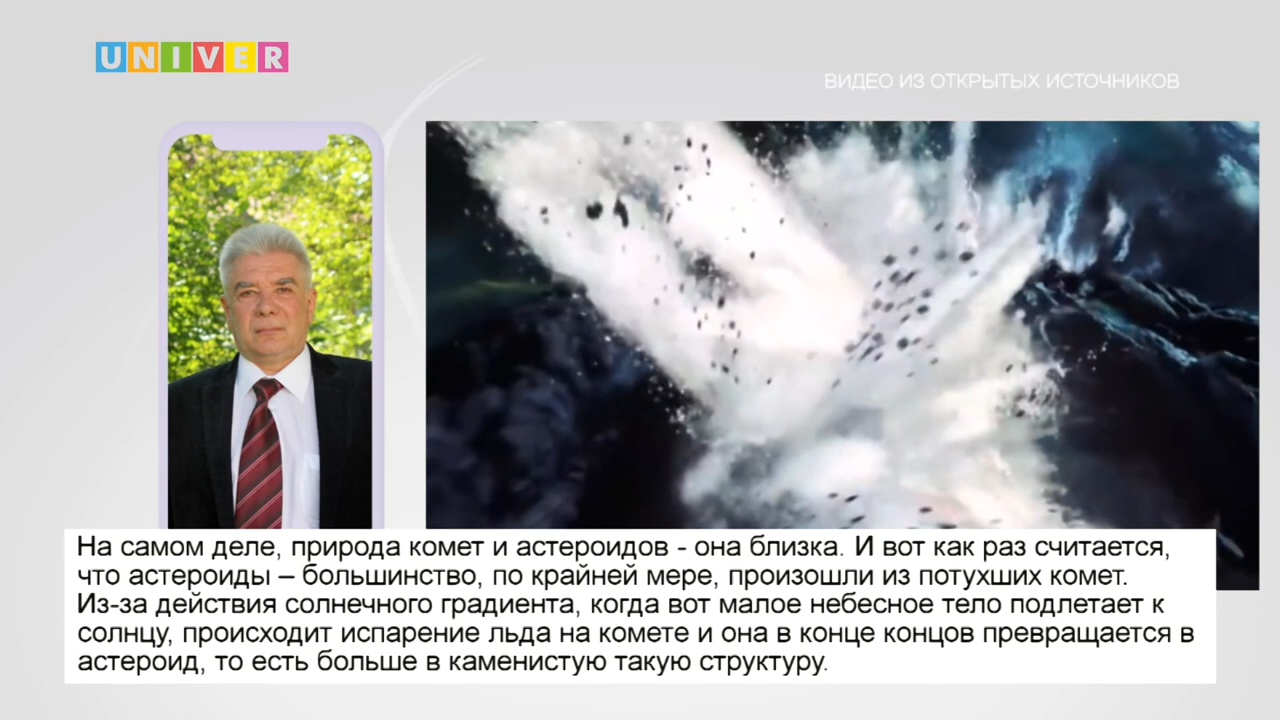 UNIVER
ВИДЕО ИЗ ОТКРЫТЫХ ИСТОЧНИКОВ
На самом деле, природа комет и астероидов - она близка. И вот как раз считается,
что астероиды – большинство, по крайней мере, произошли из потухших комет.
Из-за действия солнечного градиента, когда вот малое небесное тело подлетает к
солнцу, происходит испарение льда на комете и она в конце концов превращается в
астероид, то есть больше в каменистую такую структуру.